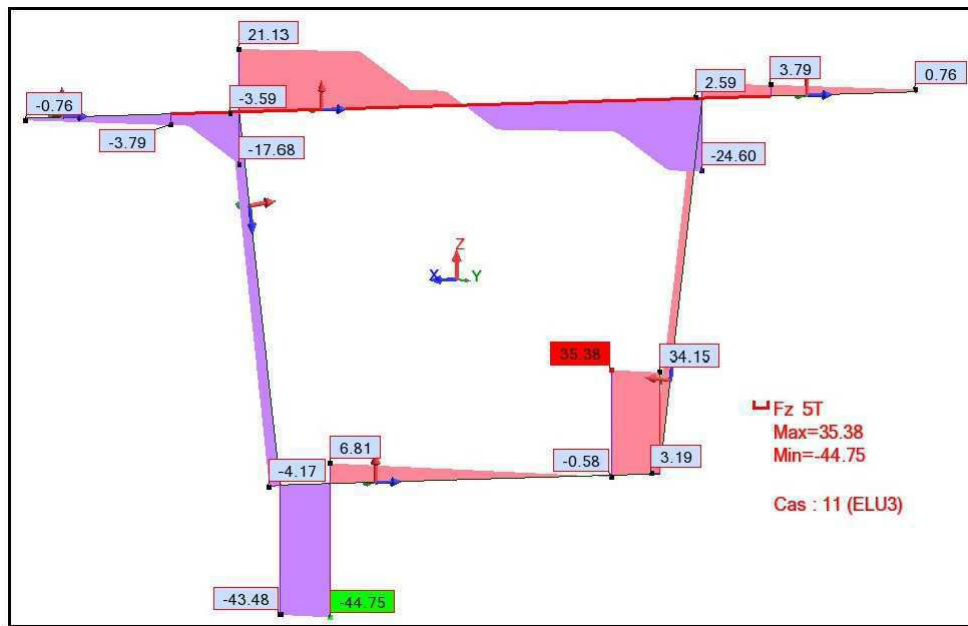 21.13
-0.76
-3.59
2.59
3.79
0.76
-3.79
-17.68
-24.60
Z
X
Y
35.38
34.15
Fz 5T
Max=35.38
Min=-44.75
6.81
-0.58
3.19
-4.17
Cas : 11 (ELU3)
-43.48
-44.75